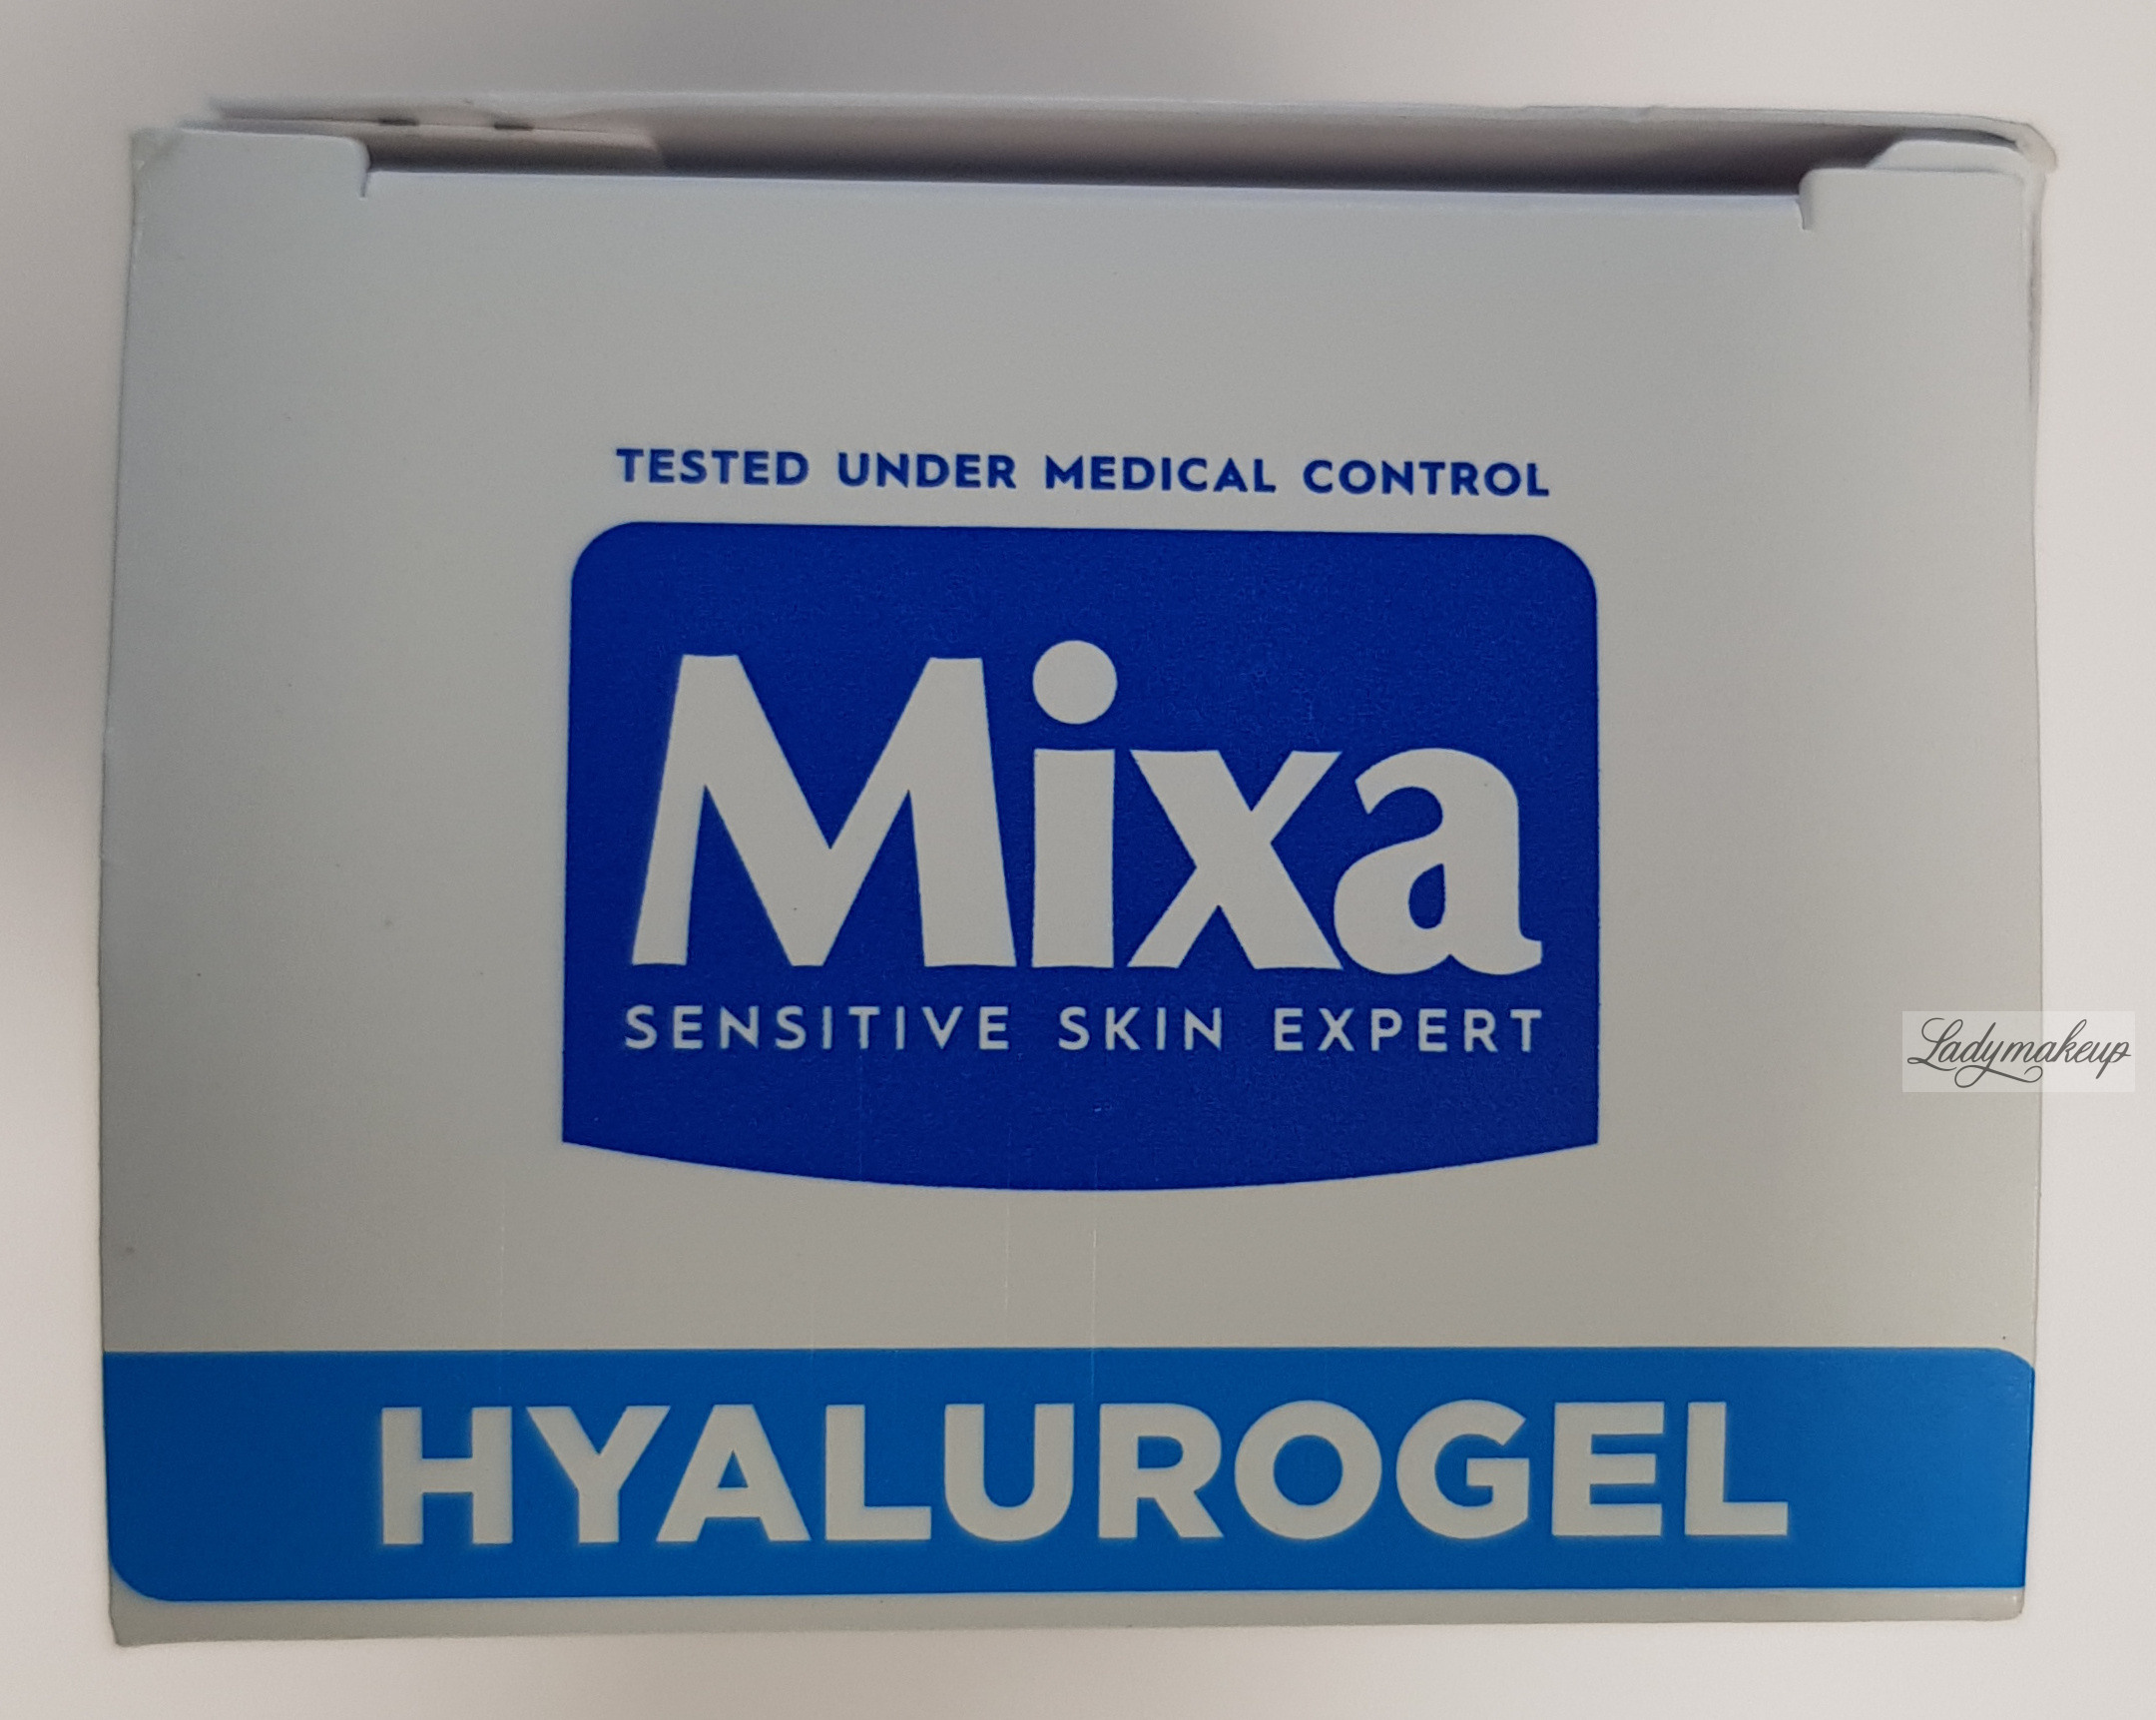 TESTED UNDER MEDICAL CONTROL
Mixa
SENSITIVE SKIN EXPERT
Ladymakeup
HYALUROGEL